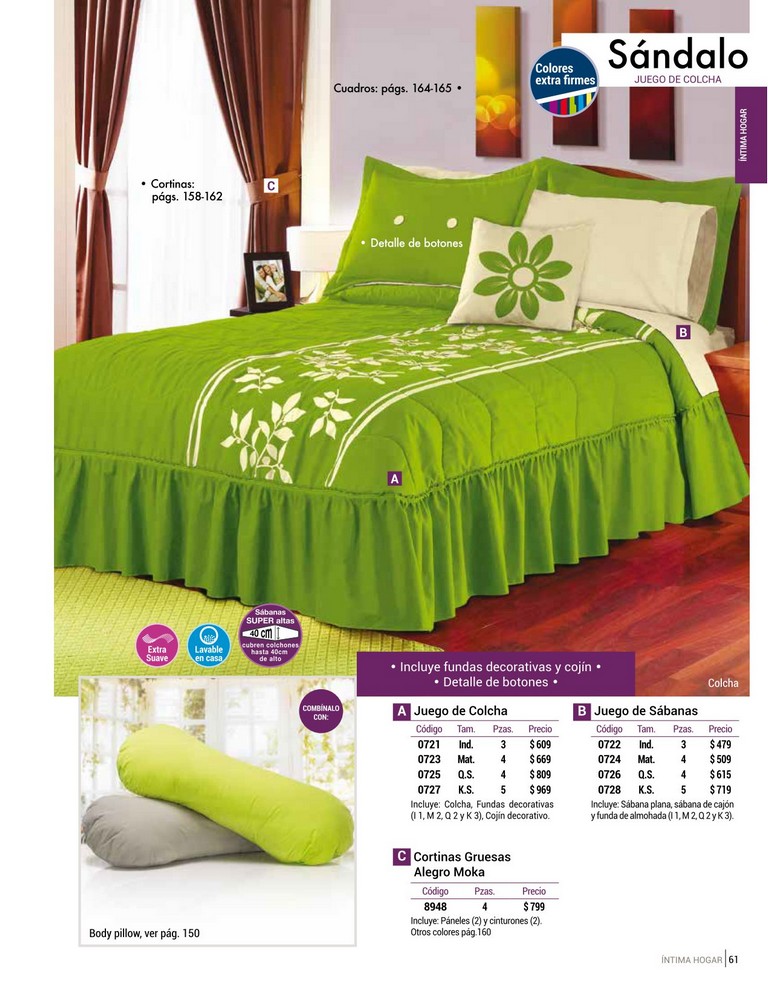 Sándalo
JUEGO DE COLCHA
Colores
extra firmes
ÍNTIMA HOGAR
Cuadros: págs. 164-165 •
• Cortinas:
págs. 158-162
C
• Detalle de botones
B
A
Extra
Suave
Lavable
en casa
Sábanas
SUPER altas
40 cm
cubren colchones
hasta 40cm
de alto
• Incluye fundas decorativas y cojín •
• Detalle de botones •
Colcha
COMBÍNALO
CON:
Body pillow, ver pág. 150
A Juego de Colcha
Código Tam. Pzas. Precio
0721 Ind. 3 $609
0723 Mat. 4 $669
0725 Q.S. 4 $809
0727 K.S. 5 $969
Incluye: Colcha, Fundas decorativas
(I 1, M 2, Q 2 y K 3), Cojín decorativo.
B Juego de Sábanas
Código Tam. Pzas. Precio
0722 Ind. 3 $479
0724 Mat. 4 $509
0726 Q.S. 4 $615
0728 K.S. 5 $719
Incluye: Sábana plana, sábana de cajón
y funda de almohada (I 1, M 2, Q 2 y K 3).
C Cortinas Gruesas
Alegro Moka
Código Pzas. Precio
8948 4 $799
Incluye: Páneles (2) y cinturones (2).
Otros colores pág.160
ÍNTIMA HOGAR 61